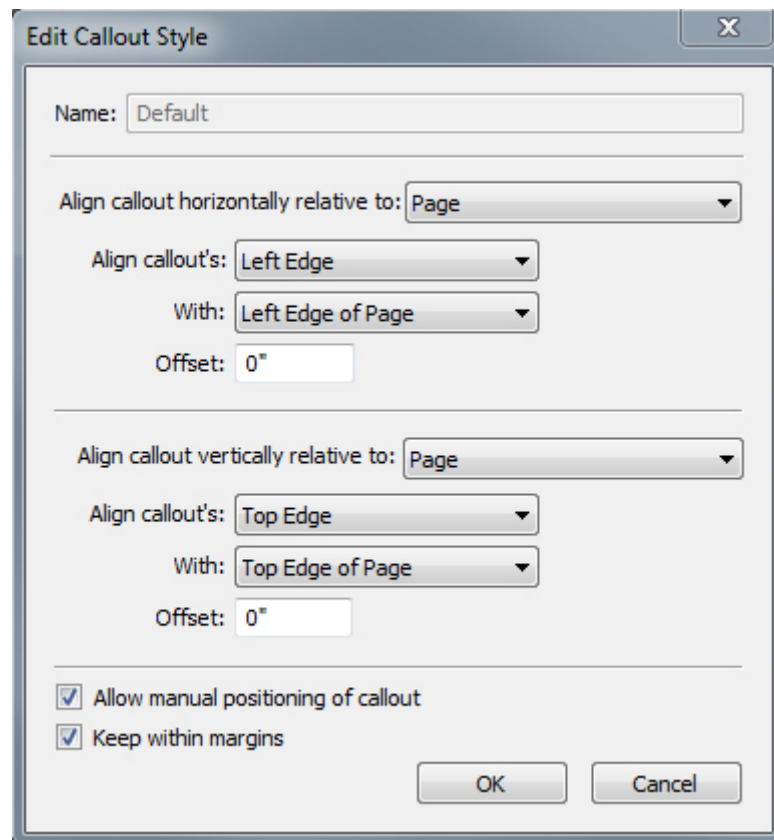 Edit Callout Style
Name: Default
Align callout horizontally relative to: Page
Align callout's: Left Edge
With: Left Edge of Page
Offset: 0"
Align callout vertically relative to: Page
Align callout's: Top Edge
With: Top Edge of Page
Offset: 0"
Allow manual positioning of callout
Keep within margins
OK Cancel